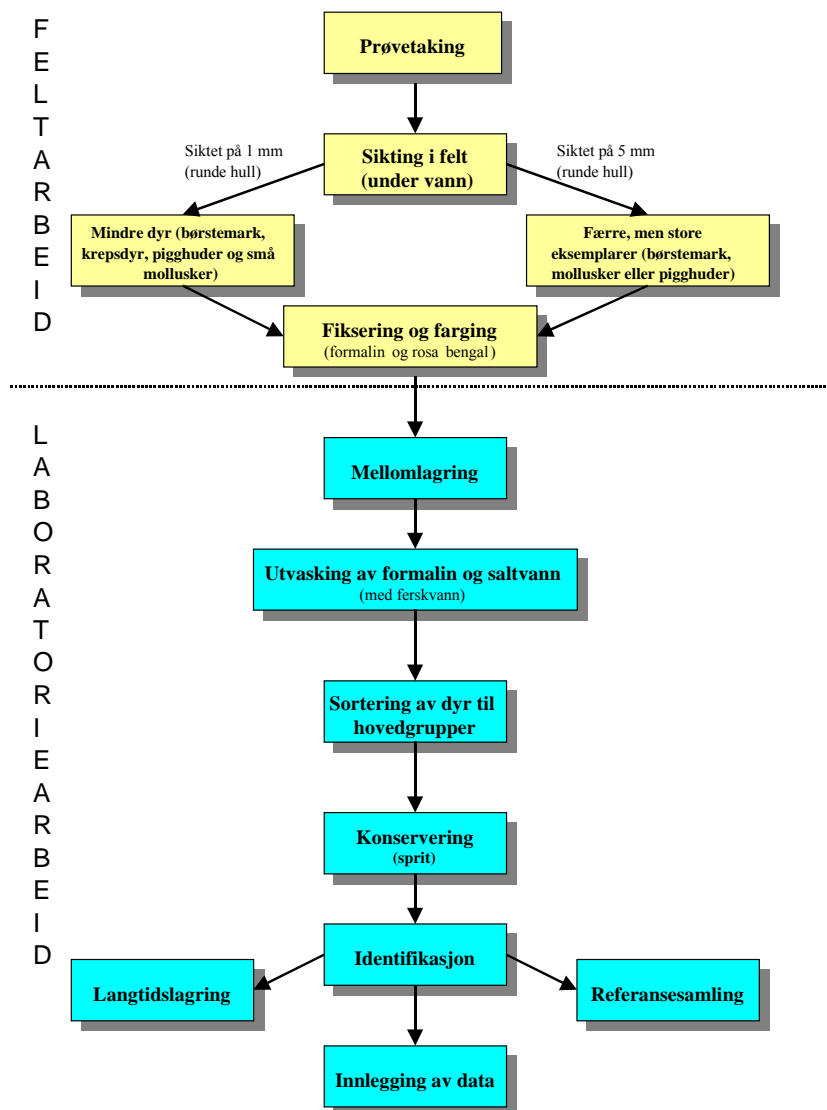 FELTARBEID
Prøvetaking
Siktet på 1 mm
(runde hull)
Sikting i felt
(under vann)
Siktet på 5 mm
(runde hull)
Mindre dyr (børstemark,
krepsdyr, pigghuder og små
mollusker)
Færre, men store
eksemplarer (børstemark,
mollusker eller pigghuder)
Fiksering og farging
(formalin og rosa bengal)
LABORATORIEARBEID
Mellomlagring
Utvasking av formalin og saltvann
(med ferskvann)
Sortering av dyr til
hovedgrupper
Konservering
(sprit)
Identifikasjon
Langtidslagring
Referansesamling
Innlegging av data